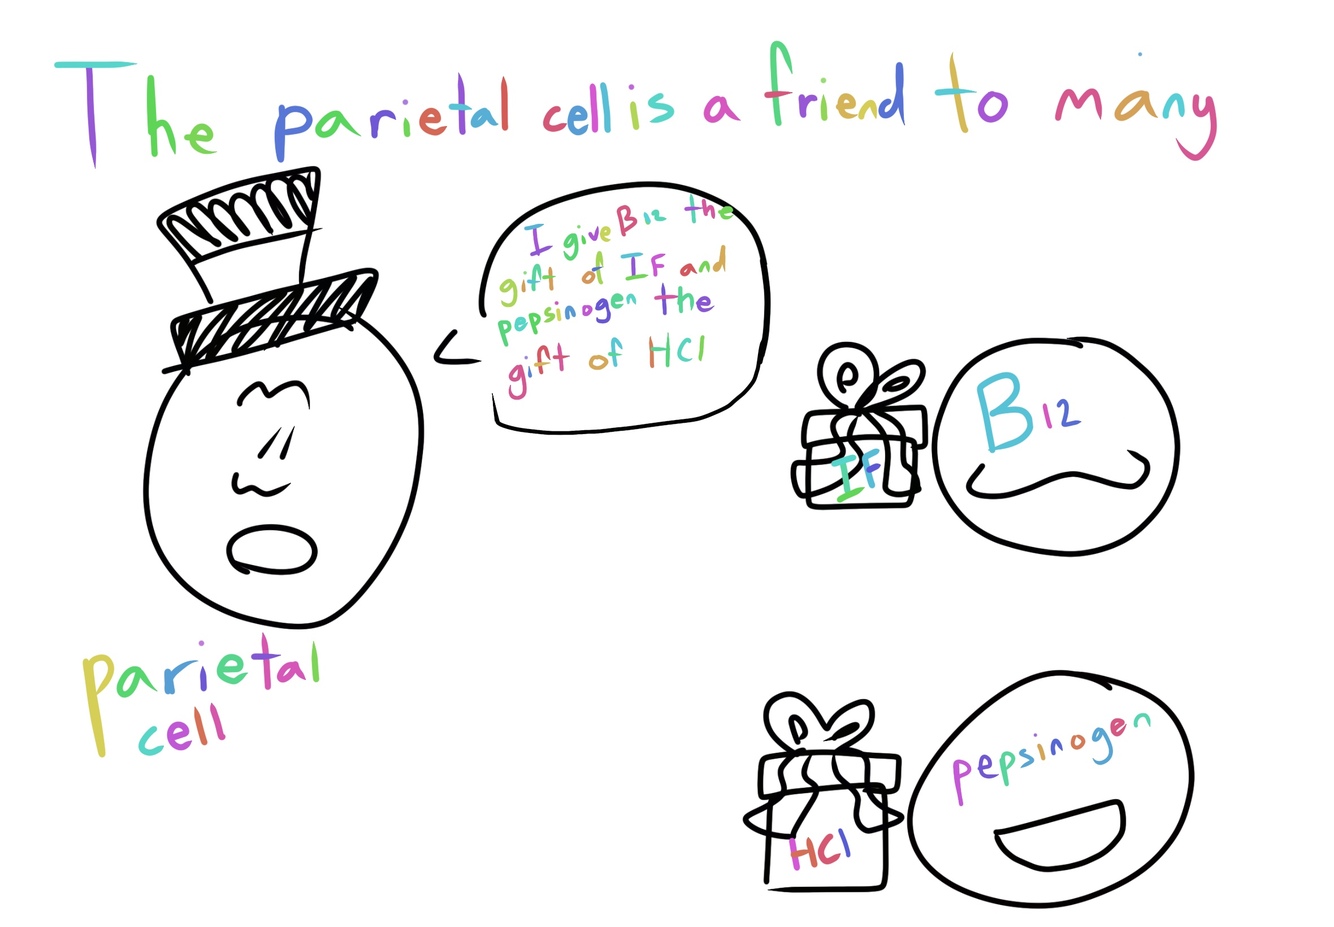 The parietal cell is a friend to many
I give B12 the
gift of IF and
pepsinogen the
gift of HCl
B12
IF
parietal
cell
pepsinogen
HCl